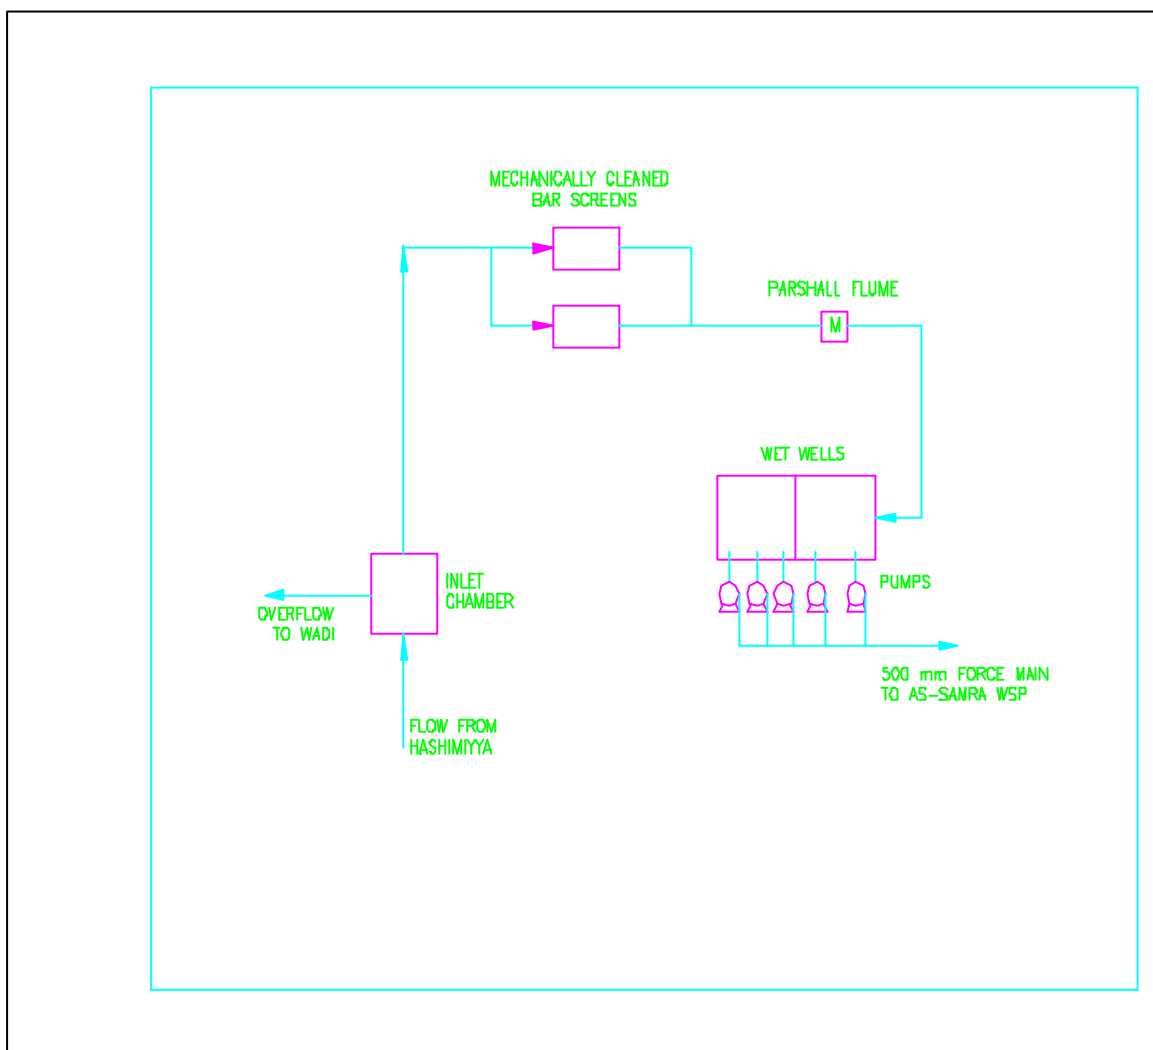 MECHANICALLY CLEANED
BAR SCREENS
PARSHALL FLUME
M
WET WELLS
INLET
CHAMBER
PUMPS
OVERFLOW
TO WADI
500 mm FORCE MAIN
TO AS-SAMRA WSP
FLOW FROM
HASHIMIYYA